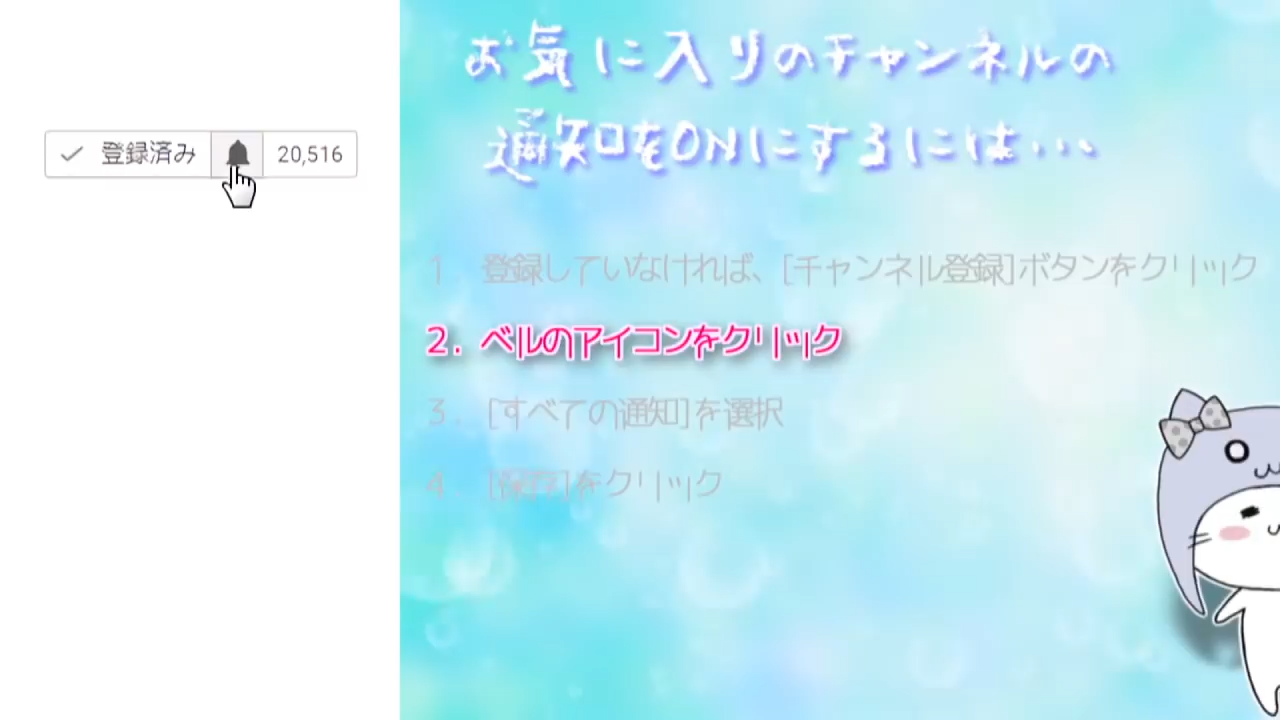 お気に入りのチャンネルの
通知をONにするには…
登録済み 20,516
1. 登録していなければ、[チャンネル登録]ボタンをクリック
2. ベルのアイコンをクリック
3. [すべての通知]を選択
4. [保存]をクリック